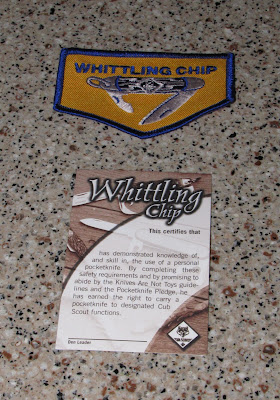 WHITTLING CHIP
Whittling
Chip
This certifies that
has demonstrated knowledge of,
and skill in, the use of a personal
pocketknife. By completing these
safety requirements and by promising to
abide by the Knives Are Not Toys guide-
lines and the Pocketknife Pledge, he
has earned the right to carry a
pocketknife to designated Cub
Scout functions.
Den Leader
CUB SCOUTS